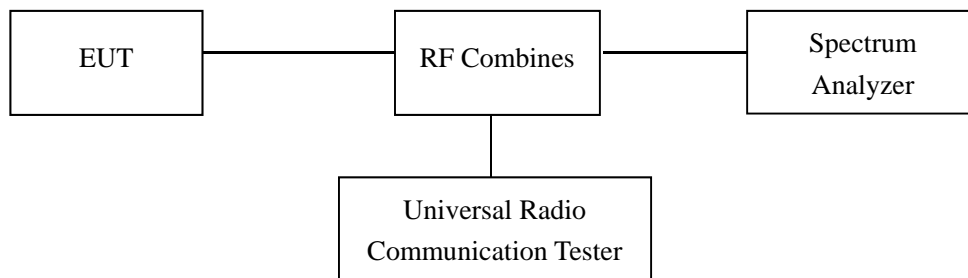 EUT
RF Combines
Spectrum
Analyzer
Universal Radio
Communication Tester